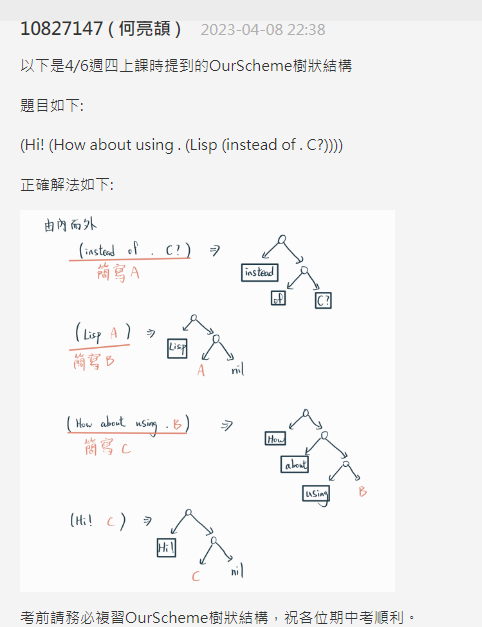 10827147 ( 何亮頡 ) 2023-04-08 22:38
以下是4/6週四上課時提到的OurScheme樹狀結構
題目如下:
(Hi! (How about using . (Lisp (instead of . C?))))
正確解法如下:
由內而外
(instead of . C?) ⇒
簡寫A
instead
of C?
(Lisp A) ⇒
簡寫B
Lisp
A nil
(How about using . B) ⇒
簡寫C
How
about
using B
(Hi! C) ⇒
Hi!
C nil
考前請務必複習OurScheme樹狀結構，祝各位期中考順利。